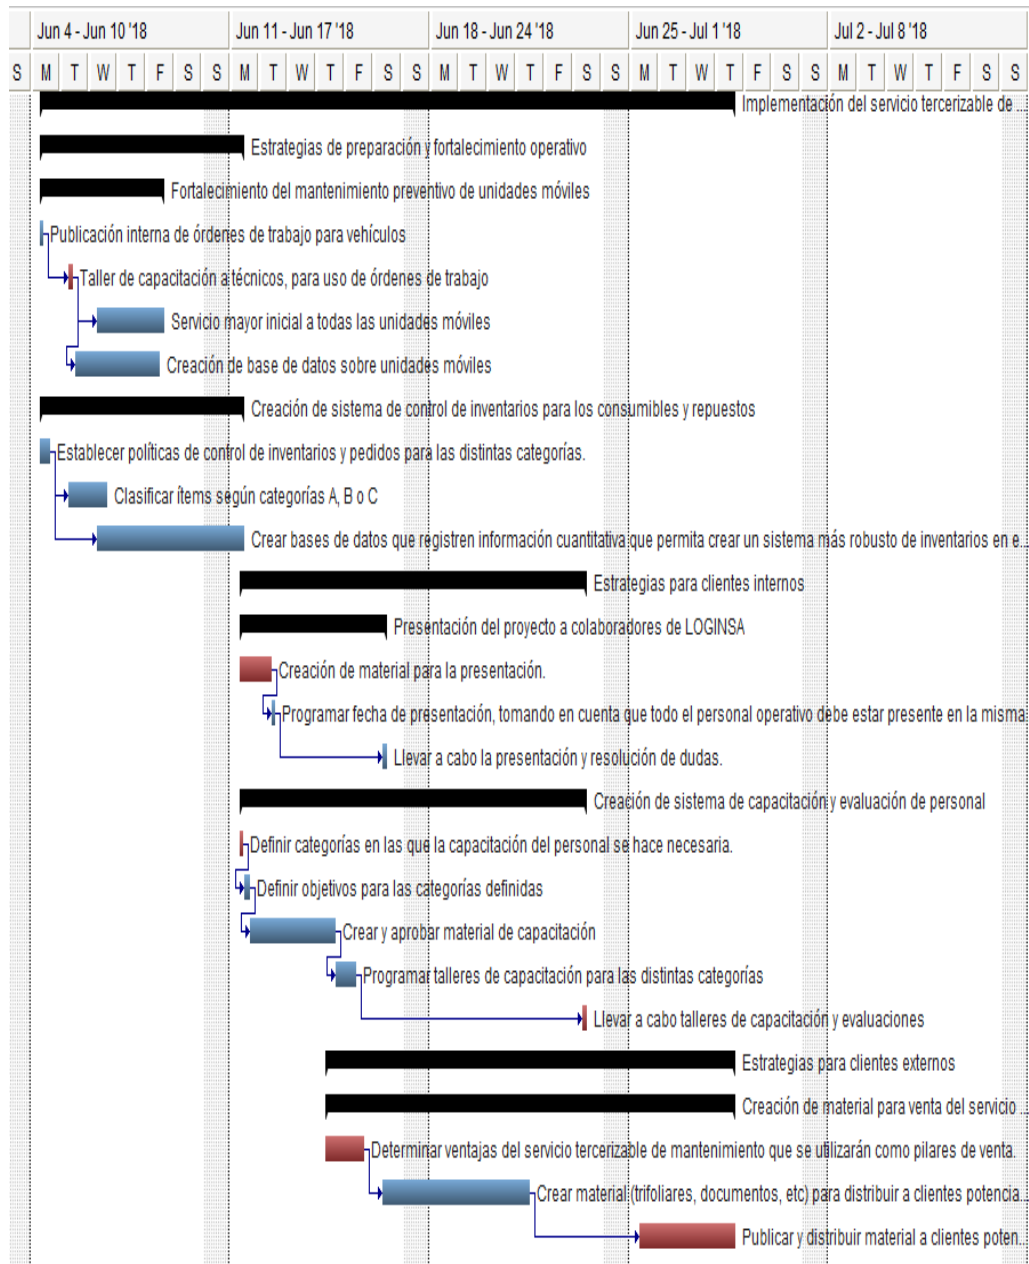 Jun 4 - Jun 10 '18 Jun 11 - Jun 17 '18 Jun 18 - Jun 24 '18 Jun 25 - Jul 1 '18 Jul 2 - Jul 8 '18
S M T W T F S S M T W T F S S M T W T F S S M T W T F S S M T W T F S S
Implementación del servicio tercerizable de ...
Estrategias de preparación y fortalecimiento operativo
Fortalecimiento del mantenimiento preventivo de unidades móviles
Publicación interna de órdenes de trabajo para vehículos
Taller de capacitación a técnicos, para uso de órdenes de trabajo
Servicio mayor inicial a todas las unidades móviles
Creación de base de datos sobre unidades móviles
Creación de sistema de control de inventarios para los consumibles y repuestos
Establecer políticas de control de inventarios y pedidos para las distintas categorías.
Clasificar ítems según categorías A, B o C
Crear bases de datos que registren información cuantitativa que permita crear un sistema más robusto de inventarios en e...
Estrategias para clientes internos
Presentación del proyecto a colaboradores de LOGINSA
Creación de material para la presentación.
Programar fecha de presentación, tomando en cuenta que todo el personal operativo debe estar presente en la misma.
Llevar a cabo la presentación y resolución de dudas.
Creación de sistema de capacitación y evaluación de personal
Definir categorías en las que la capacitación del personal se hace necesaria.
Definir objetivos para las categorías definidas
Crear y aprobar material de capacitación
Programar talleres de capacitación para las distintas categorías
Llevar a cabo talleres de capacitación y evaluaciones
Estrategias para clientes externos
Creación de material para venta del servicio ...
Determinar ventajas del servicio tercerizable de mantenimiento que se utilizarán como pilares de venta.
Crear material (trifoliares, documentos, etc) para distribuir a clientes potencia...
Publicar y distribuir material a clientes poten...